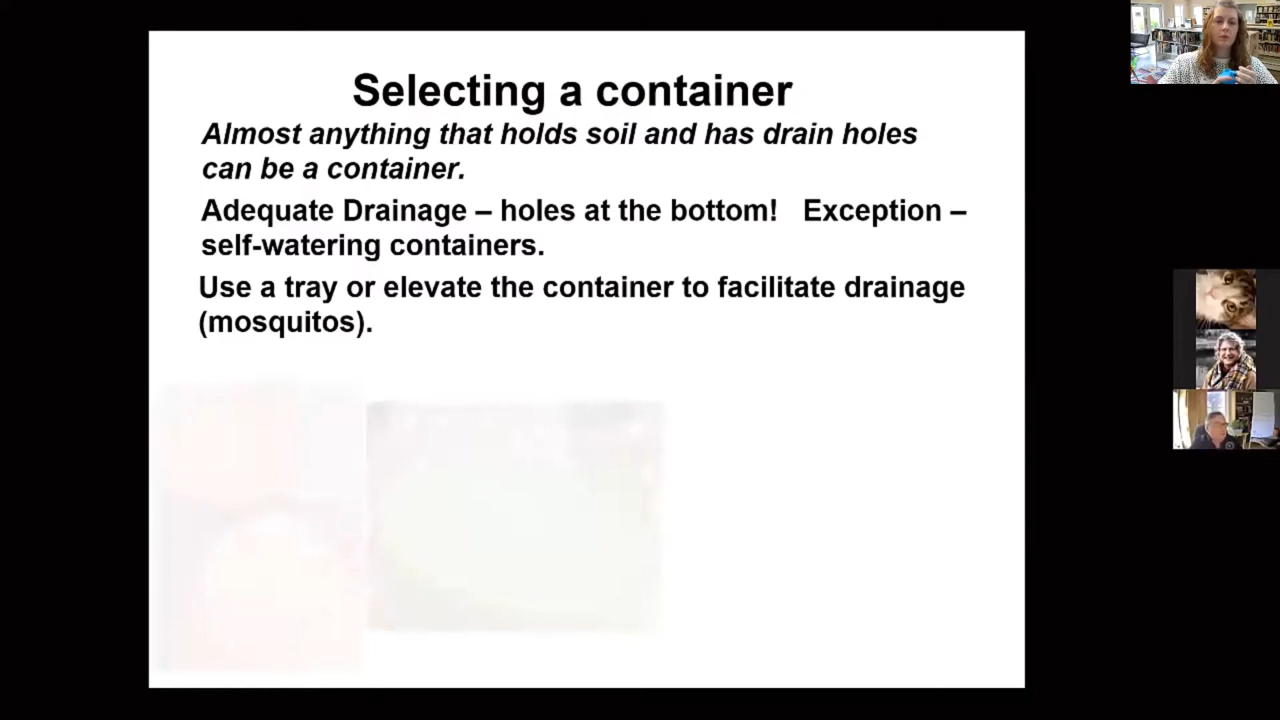 Selecting a container
Almost anything that holds soil and has drain holes
can be a container.
Adequate Drainage – holes at the bottom! Exception –
self-watering containers.
Use a tray or elevate the container to facilitate drainage
(mosquitos).